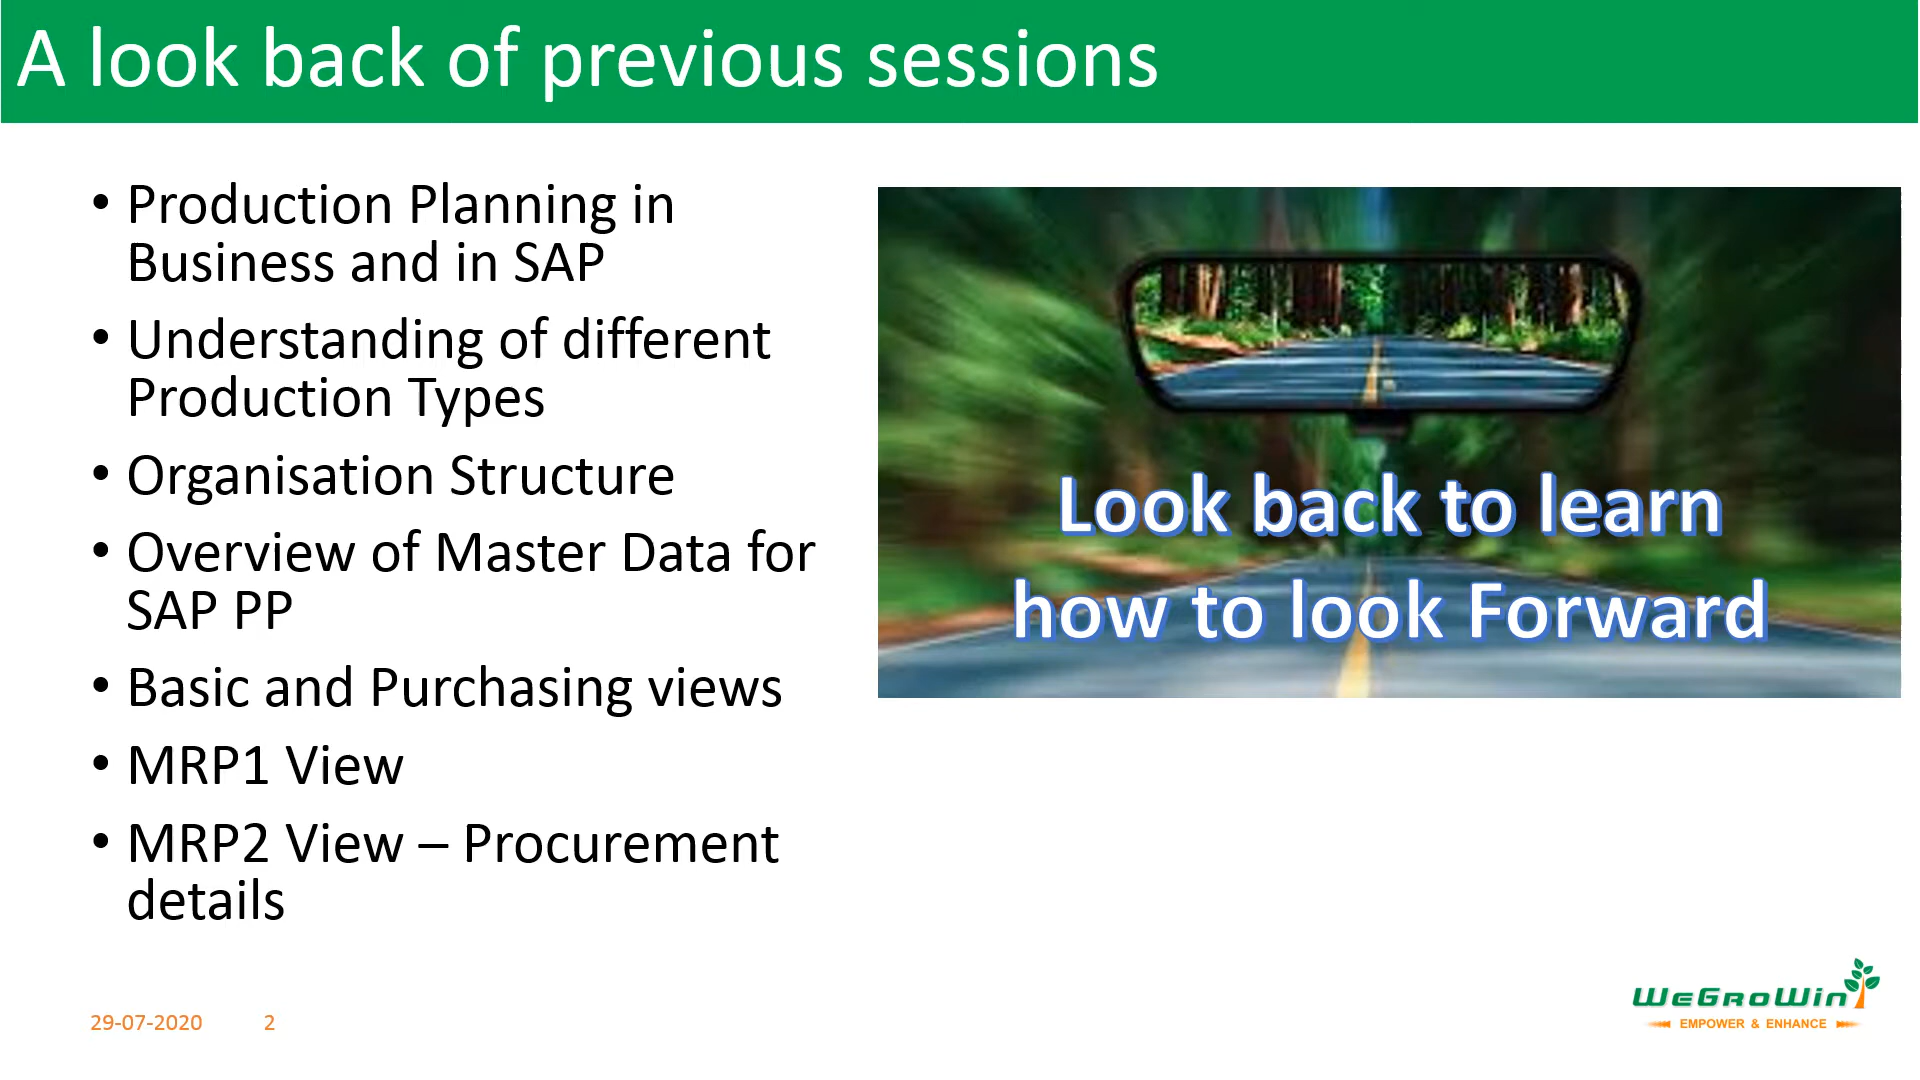 A look back of previous sessions
• Production Planning in
Business and in SAP
• Understanding of different
Production Types
• Organisation Structure
• Overview of Master Data for
SAP PP
• Basic and Purchasing views
• MRP1 View
• MRP2 View – Procurement
details
Look back to learn
how to look Forward
29-07-2020 2
WeGroWin
EMPOWER & ENHANCE